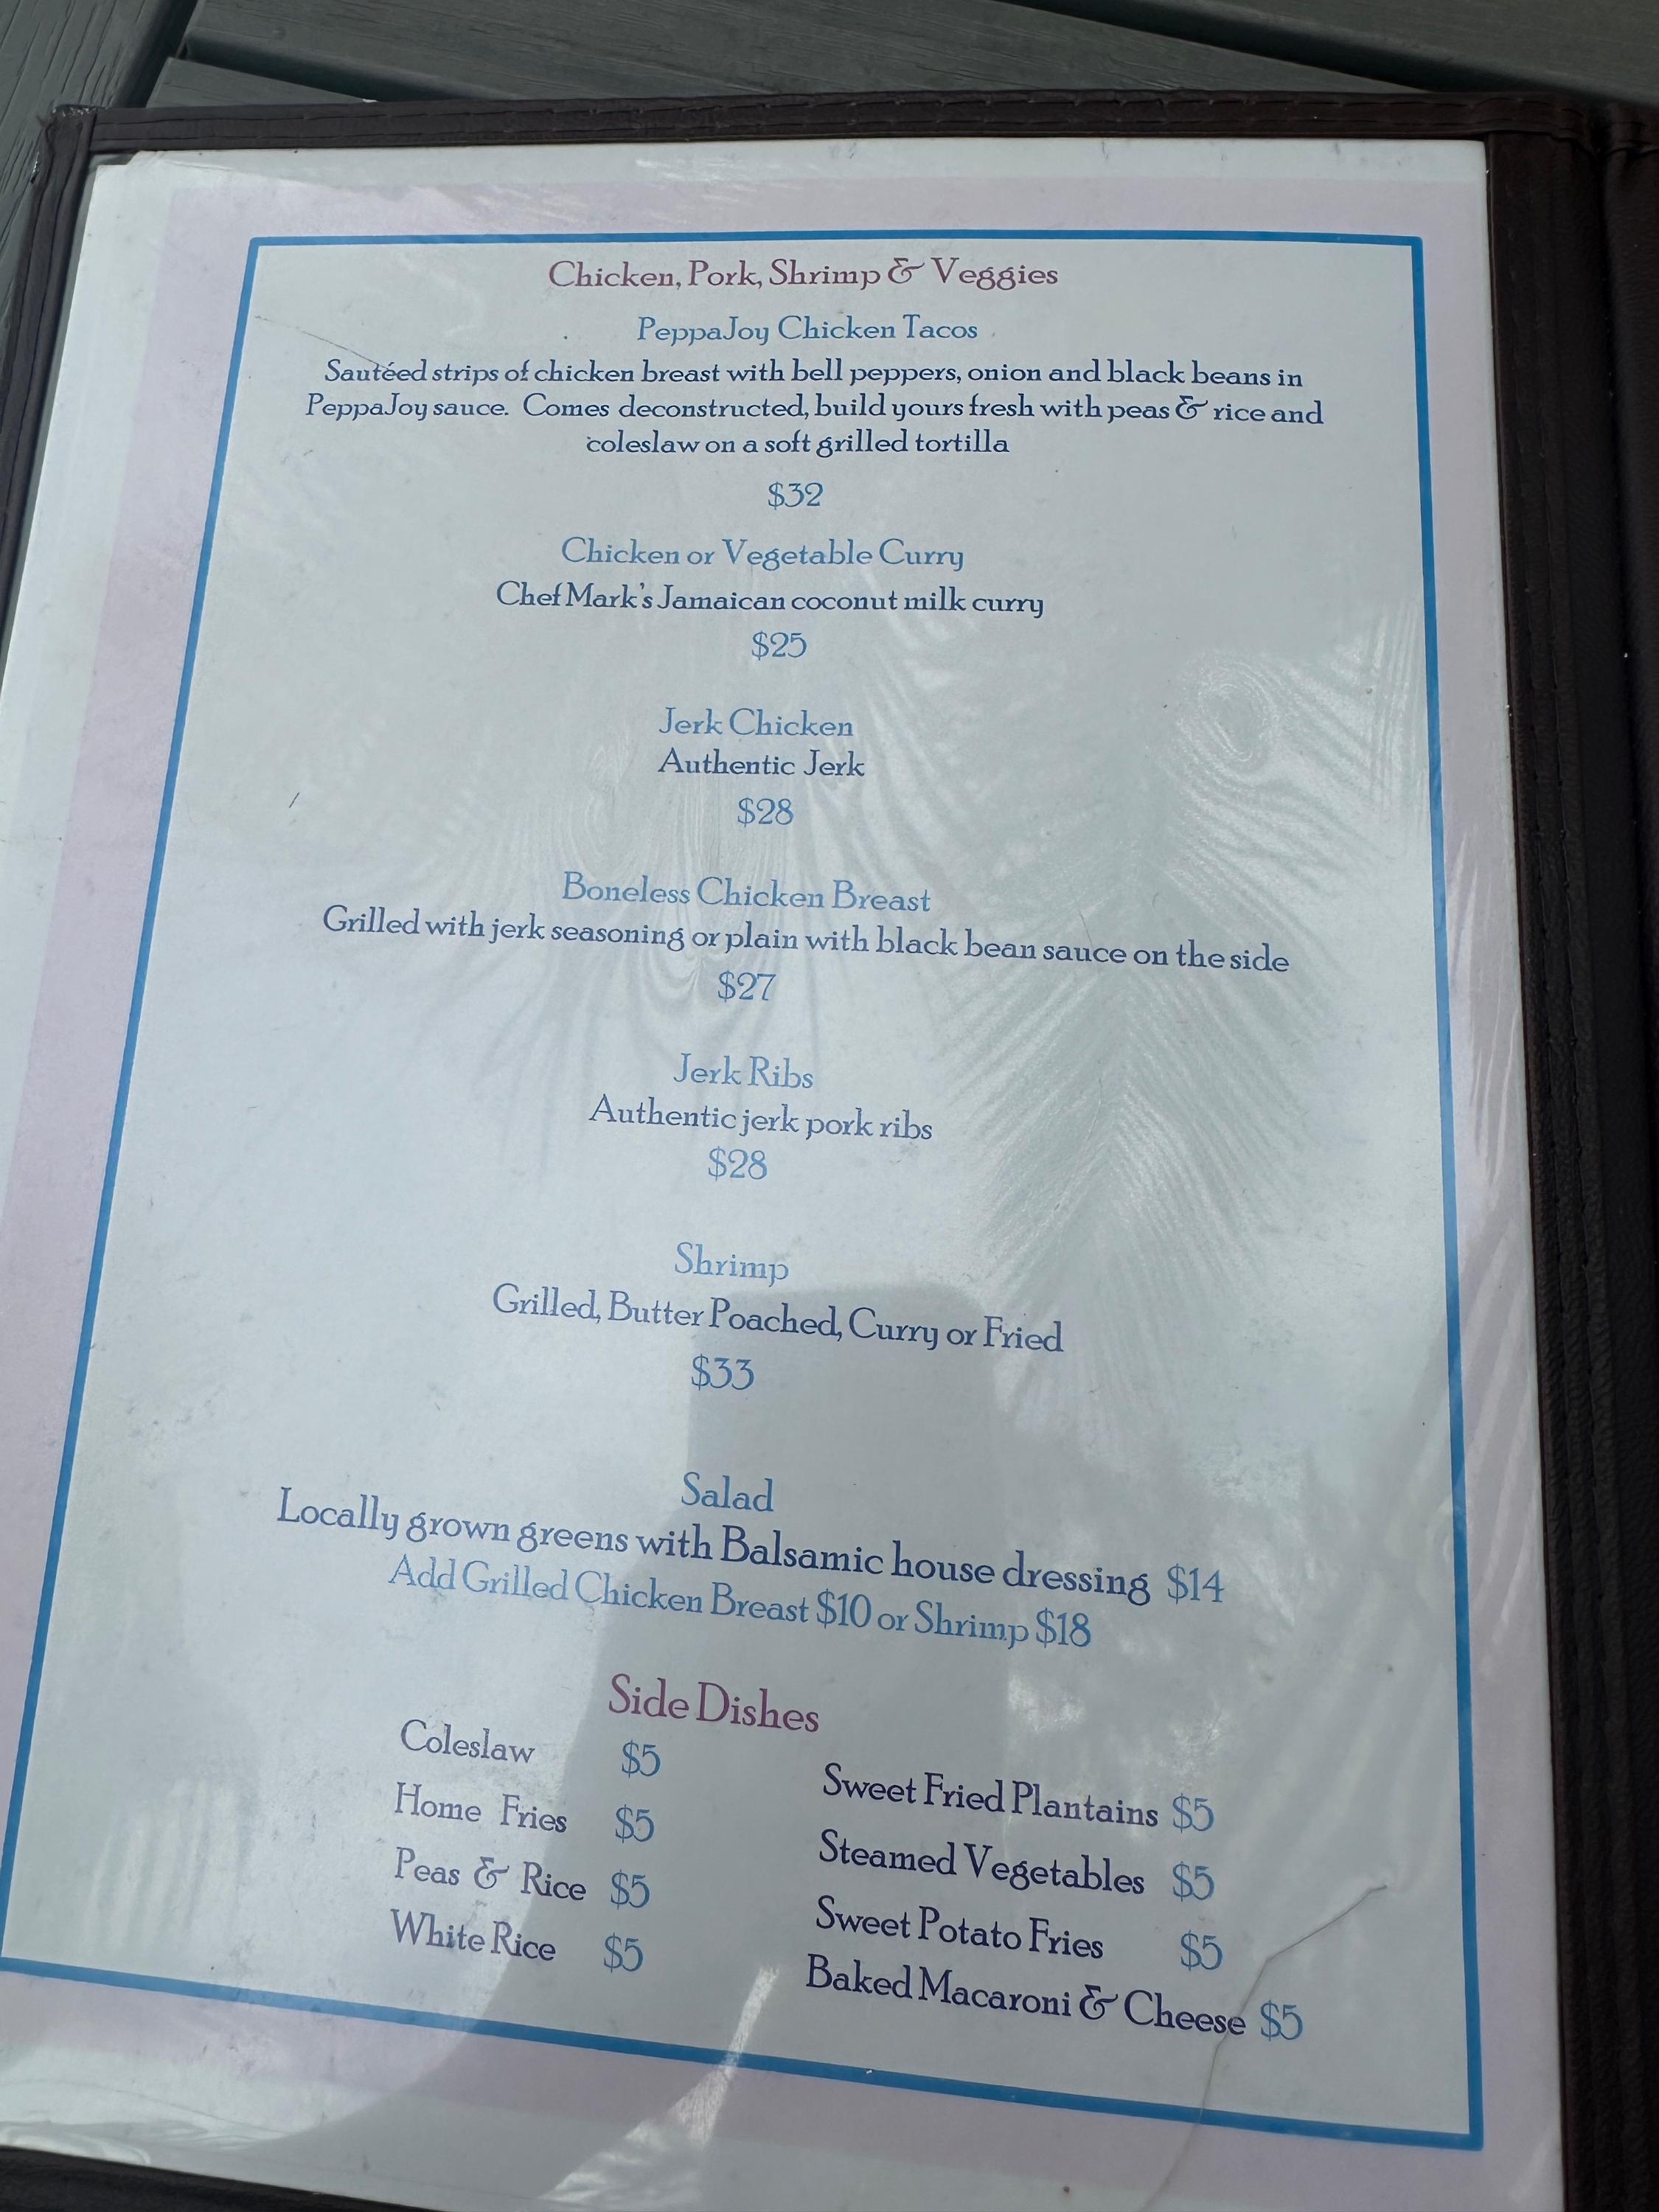 Chicken, Pork, Shrimp & Veggies
PeppaJoy Chicken Tacos
Sautéed strips of chicken breast with bell peppers, onion and black beans in
PeppaJoy sauce. Comes deconstructed, build yours fresh with peas & rice and
coleslaw on a soft grilled tortilla
$32
Chicken or Vegetable Curry
Chef Mark's Jamaican coconut milk curry
$25
Jerk Chicken
Authentic Jerk
$28
Boneless Chicken Breast
Grilled with jerk seasoning or plain with black bean sauce on the side
$27
Jerk Ribs
Authentic jerk pork ribs
$28
Shrimp
Grilled, Butter Poached, Curry or Fried
$33
Salad
Locally grown greens with Balsamic house dressing $14
Add Grilled Chicken Breast $10 or Shrimp $18
Side Dishes
Coleslaw $5
Home Fries $5
Peas & Rice $5
White Rice $5
Sweet Fried Plantains $5
Steamed Vegetables $5
Sweet Potato Fries $5
Baked Macaroni & Cheese $5